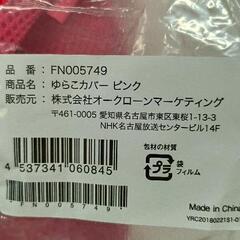 品番：FN005749
商品名：ゆらこカバー ピンク
販売元：株式会社オークローンマーケティング
〒461-0005 愛知県名古屋市東区東桜1-13-3
NHK名古屋放送センタービル14F
4 537341 060845
FN005749
包材の材質
プラ
袋
フィルム
Made in China